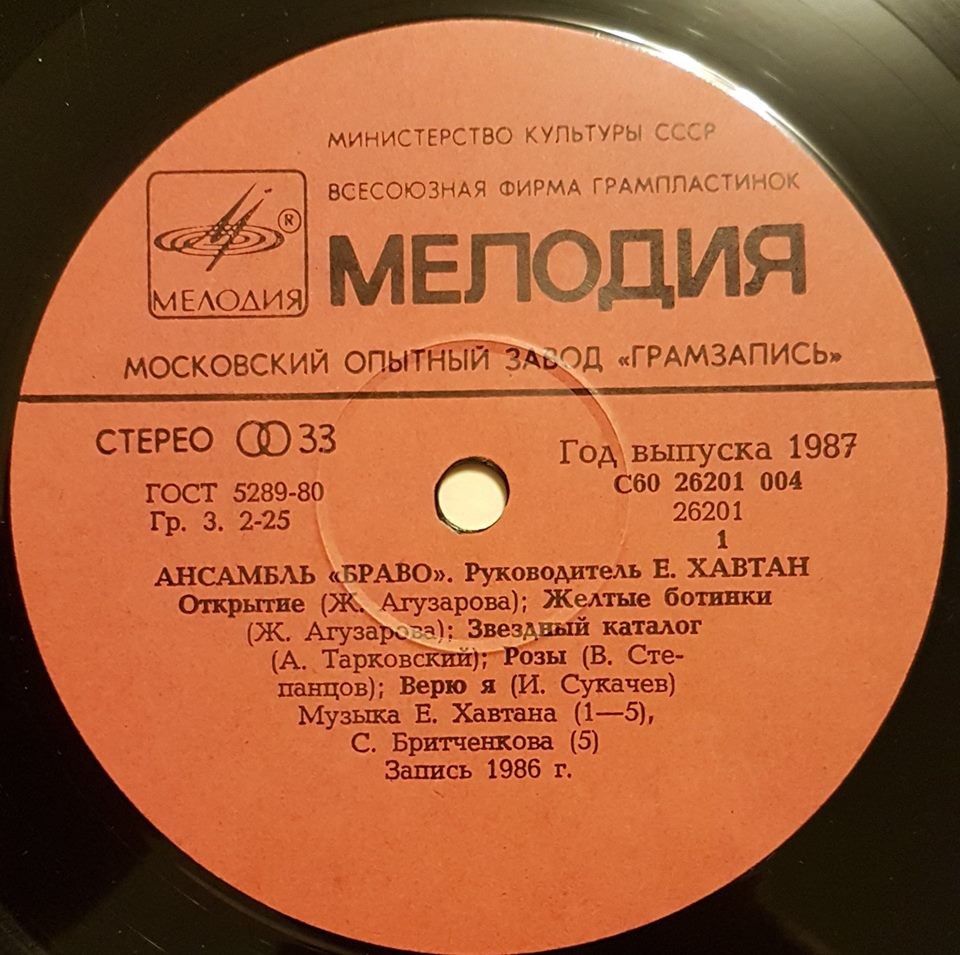 МИНИСТЕРСТВО КУЛЬТУРЫ СССР
ВСЕСОЮЗНАЯ ФИРМА ГРАМПЛАСТИНОК
МЕЛОДИЯ
®
МЕЛОДИЯ
МОСКОВСКИЙ ОПЫТНЫЙ ЗАВОД «ГРАМЗАПИСЬ»
СТЕРЕО 33
ГОСТ 5289-80
Гр. 3. 2-25
Год выпуска 1987
С60 26201 004
26201
1
АНСАМБЛЬ «БРАВО». Руководитель Е. ХАВТАН
Открытие (Ж. Агузарова); Желтые ботинки
(Ж. Агузарова); Звездный каталог
(А. Тарковский); Розы (В. Сте-
панцов); Верю я (И. Сукачев)
Музыка Е. Хавтана (1—5),
С. Бритченкова (5)
Запись 1986 г.